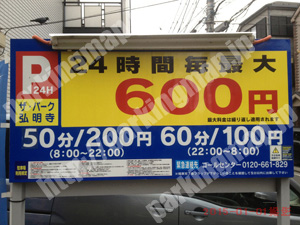 P
124H
ザ・パーク
弘明寺
24時間毎最大
600円
最大料金は繰り返し適用されます
50分/200円 60分/100円
(8:00～22:00) (22:00～8:00)
緊急連絡先 コールセンター 0120-661-829